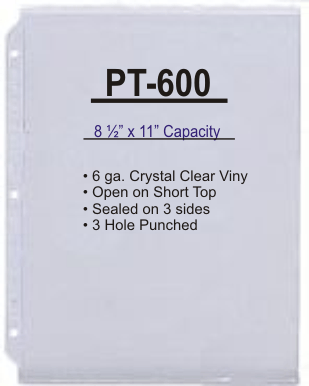 PT-600
8 ½” x 11” Capacity
• 6 ga. Crystal Clear Viny
• Open on Short Top
• Sealed on 3 sides
• 3 Hole Punched